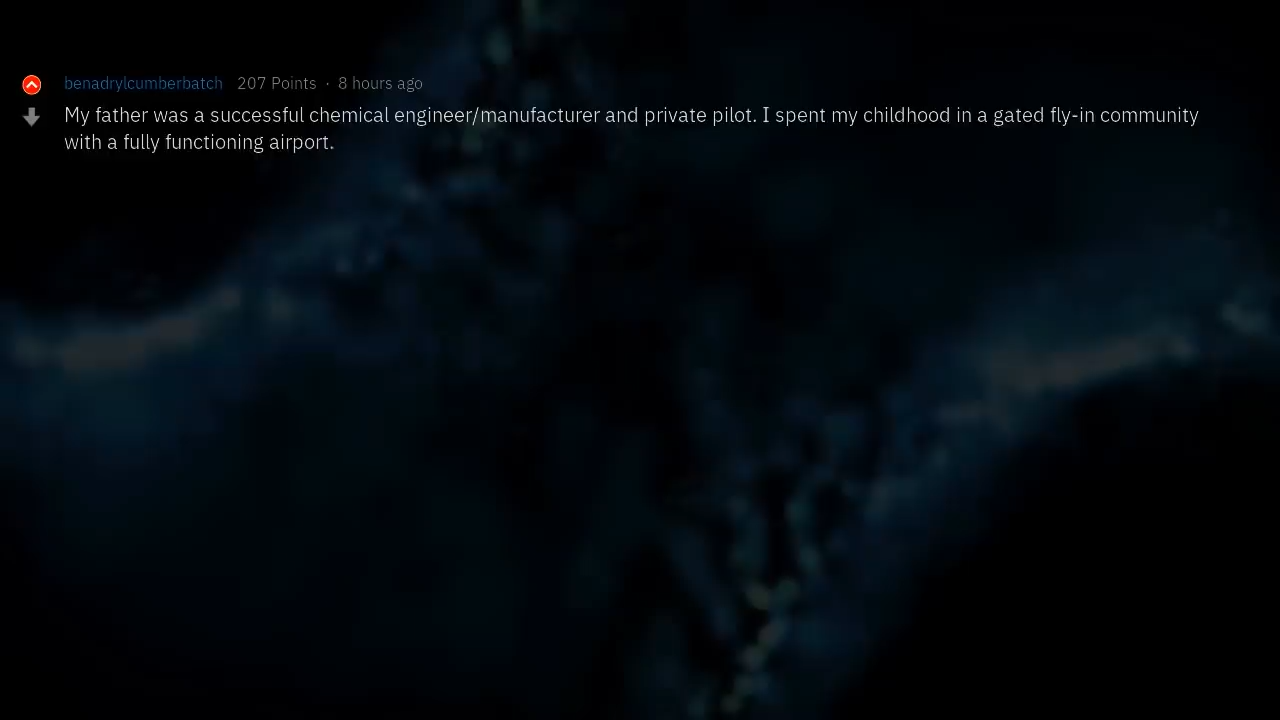 benadrylcumberbatch 207 Points · 8 hours ago
My father was a successful chemical engineer/manufacturer and private pilot. I spent my childhood in a gated fly-in community
with a fully functioning airport.